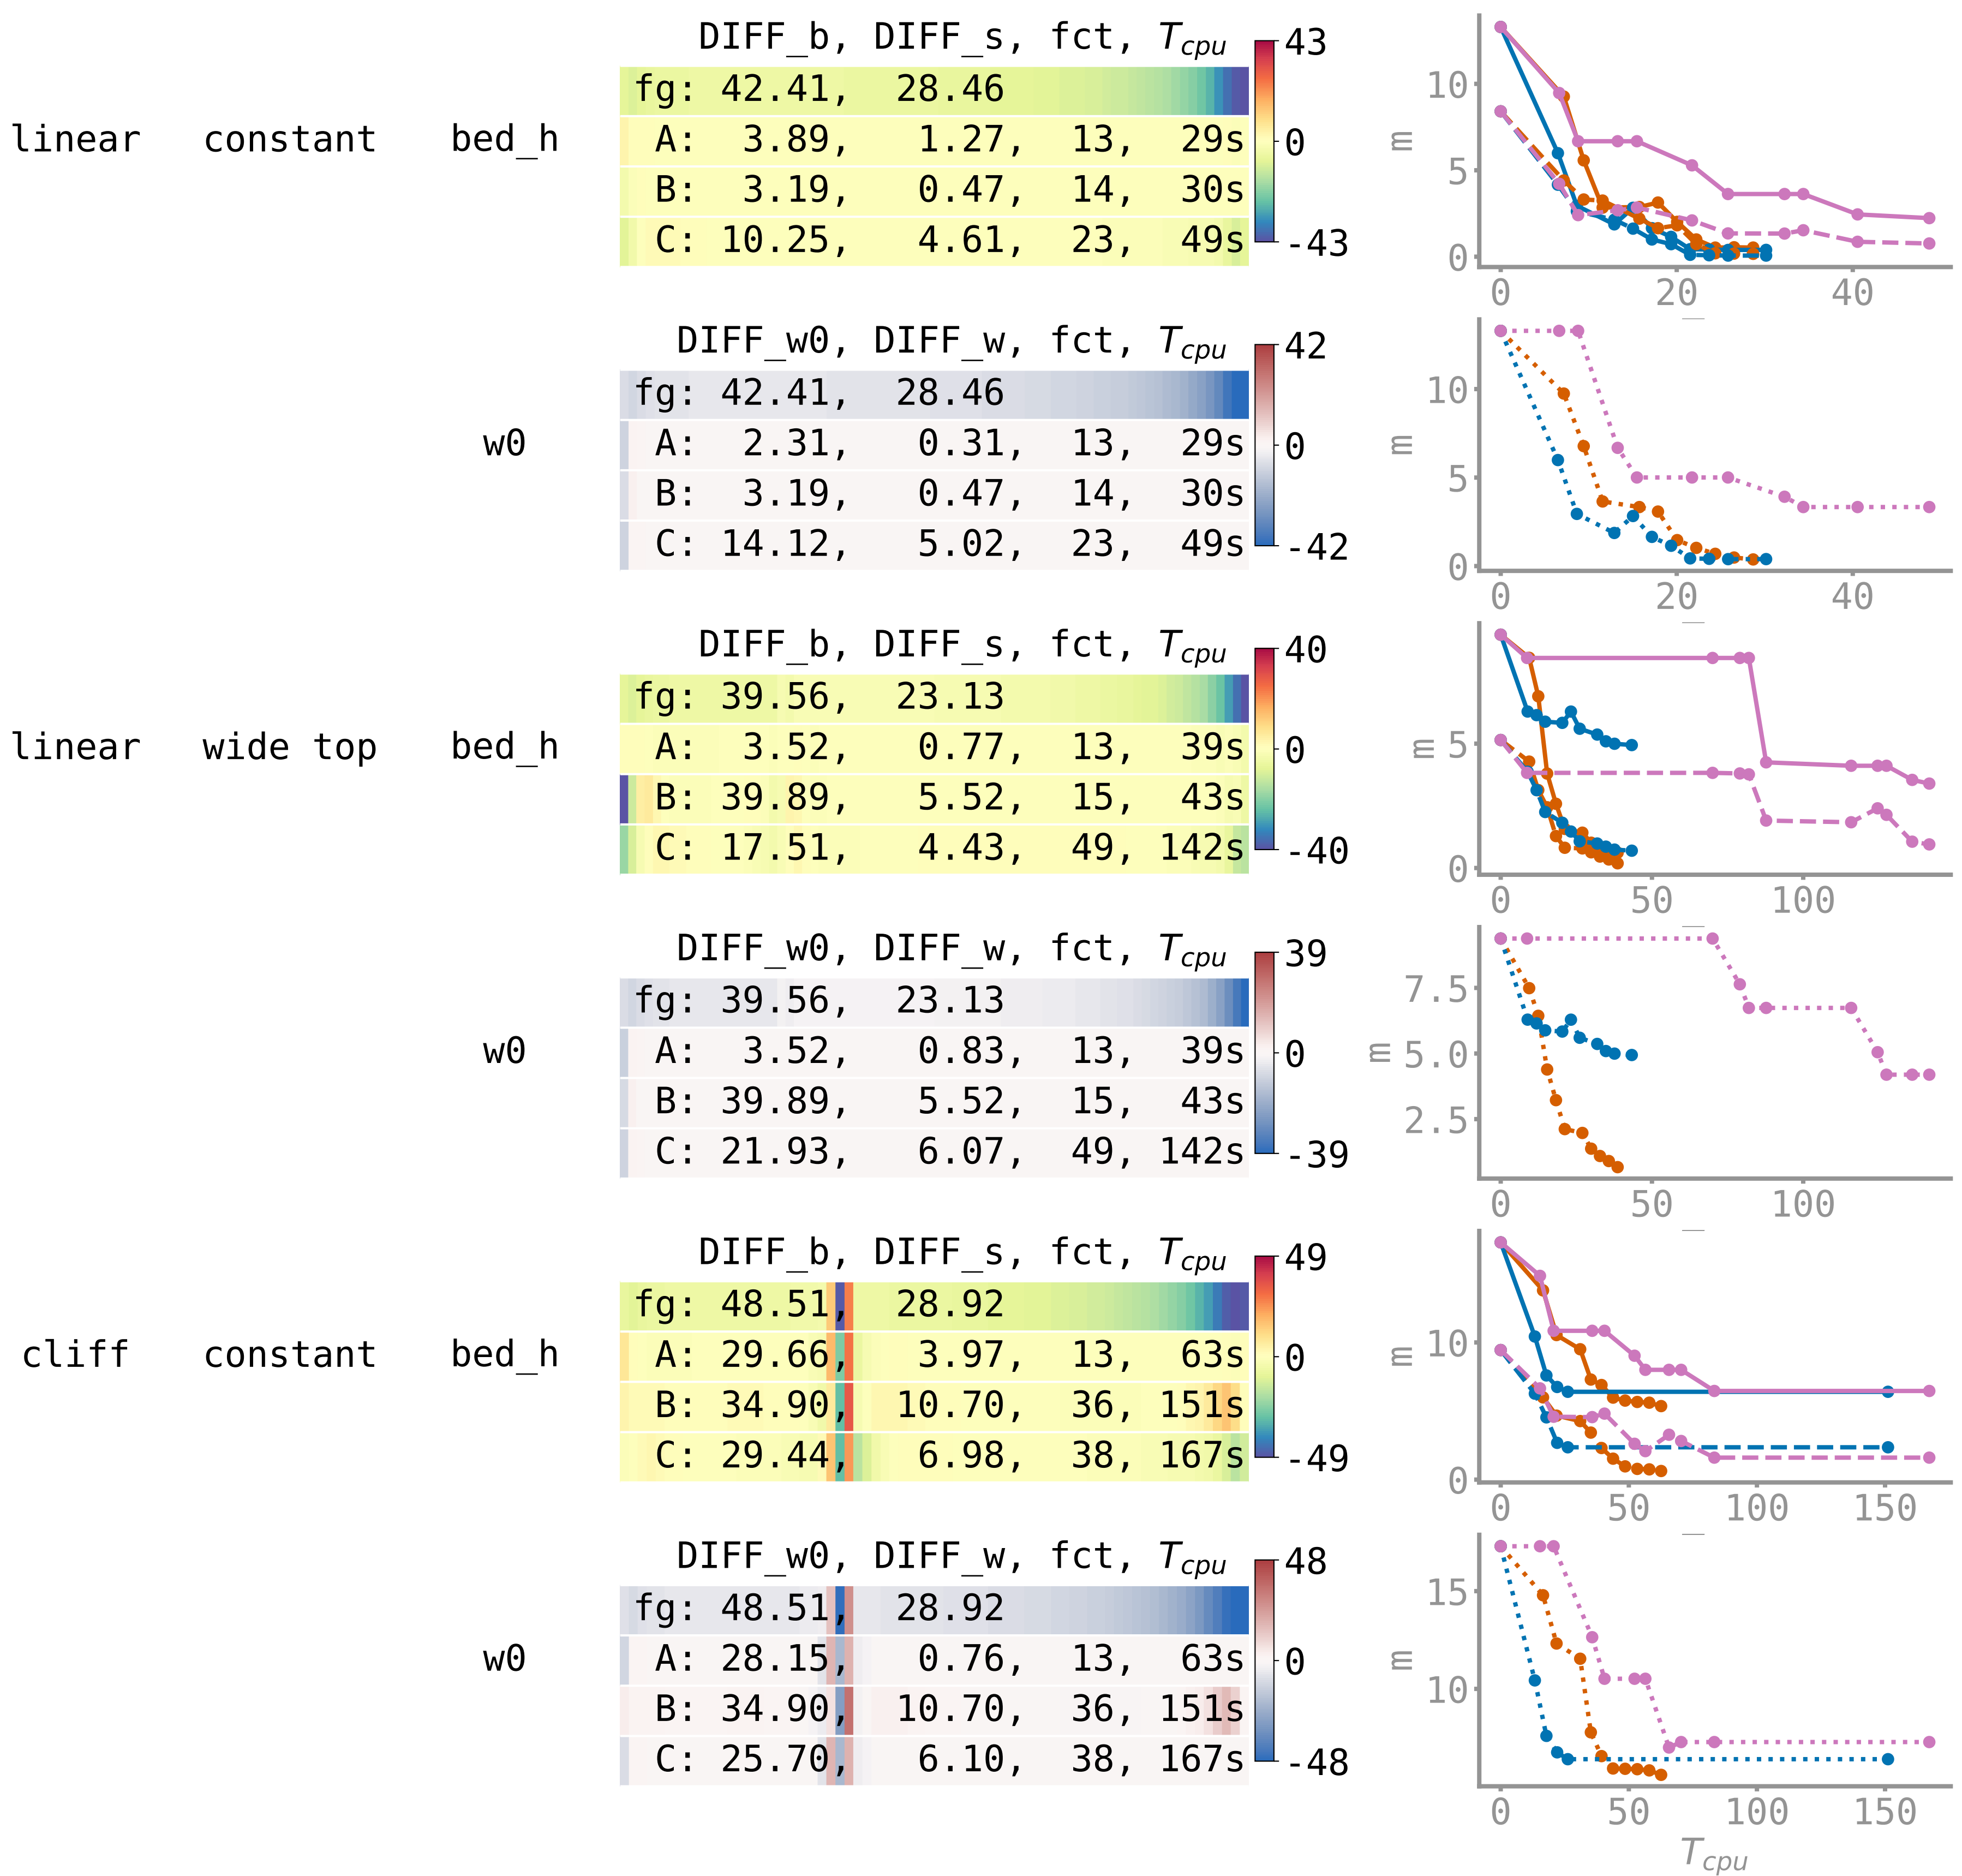 DIFF_b, DIFF_s, fct, Tcpu
43
0
-43
linear constant bed_h
fg: 42.41, 28.46
A: 3.89, 1.27, 13, 29s
B: 3.19, 0.47, 14, 30s
C: 10.25, 4.61, 23, 49s
m
10
5
0
0 20 40
DIFF_w0, DIFF_w, fct, Tcpu
42
0
-42
w0
fg: 42.41, 28.46
A: 2.31, 0.31, 13, 29s
B: 3.19, 0.47, 14, 30s
C: 14.12, 5.02, 23, 49s
m
10
5
0
0 20 40
DIFF_b, DIFF_s, fct, Tcpu
40
0
-40
linear wide top bed_h
fg: 39.56, 23.13
A: 3.52, 0.77, 13, 39s
B: 39.89, 5.52, 15, 43s
C: 17.51, 4.43, 49, 142s
m
5
0
0 50 100
DIFF_w0, DIFF_w, fct, Tcpu
39
0
-39
w0
fg: 39.56, 23.13
A: 3.52, 0.83, 13, 39s
B: 39.89, 5.52, 15, 43s
C: 21.93, 6.07, 49, 142s
m
7.5
5.0
2.5
0 50 100
DIFF_b, DIFF_s, fct, Tcpu
49
0
-49
cliff constant bed_h
fg: 48.51, 28.92
A: 29.66, 3.97, 13, 63s
B: 34.90, 10.70, 36, 151s
C: 29.44, 6.98, 38, 167s
m
10
0
0 50 100 150
DIFF_w0, DIFF_w, fct, Tcpu
48
0
-48
w0
fg: 48.51, 28.92
A: 28.15, 0.76, 13, 63s
B: 34.90, 10.70, 36, 151s
C: 25.70, 6.10, 38, 167s
m
15
10
0 50 100 150
Tcpu